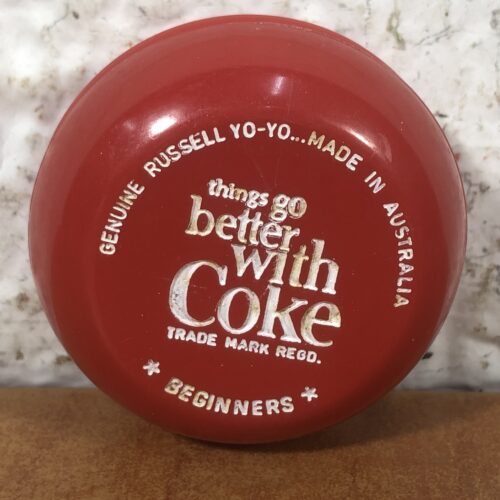 GENUINE RUSSELL YO-YO...MADE IN AUSTRALIA
things go
better
with
Coke
TRADE MARK REGD.
* BEGINNERS *